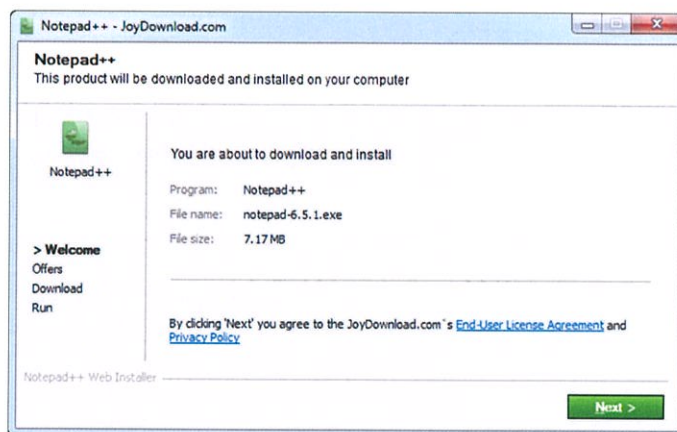 Notepad++ - JoyDownload.com
Notepad++
This product will be downloaded and installed on your computer
Notepad++
You are about to download and install
Program: Notepad++
File name: notepad-6.5.1.exe
File size: 7.17 MB
> Welcome
Offers
Download
Run
By clicking 'Next' you agree to the JoyDownload.com`s End-User License Agreement and
Privacy Policy
Notepad++ Web Installer
Next >